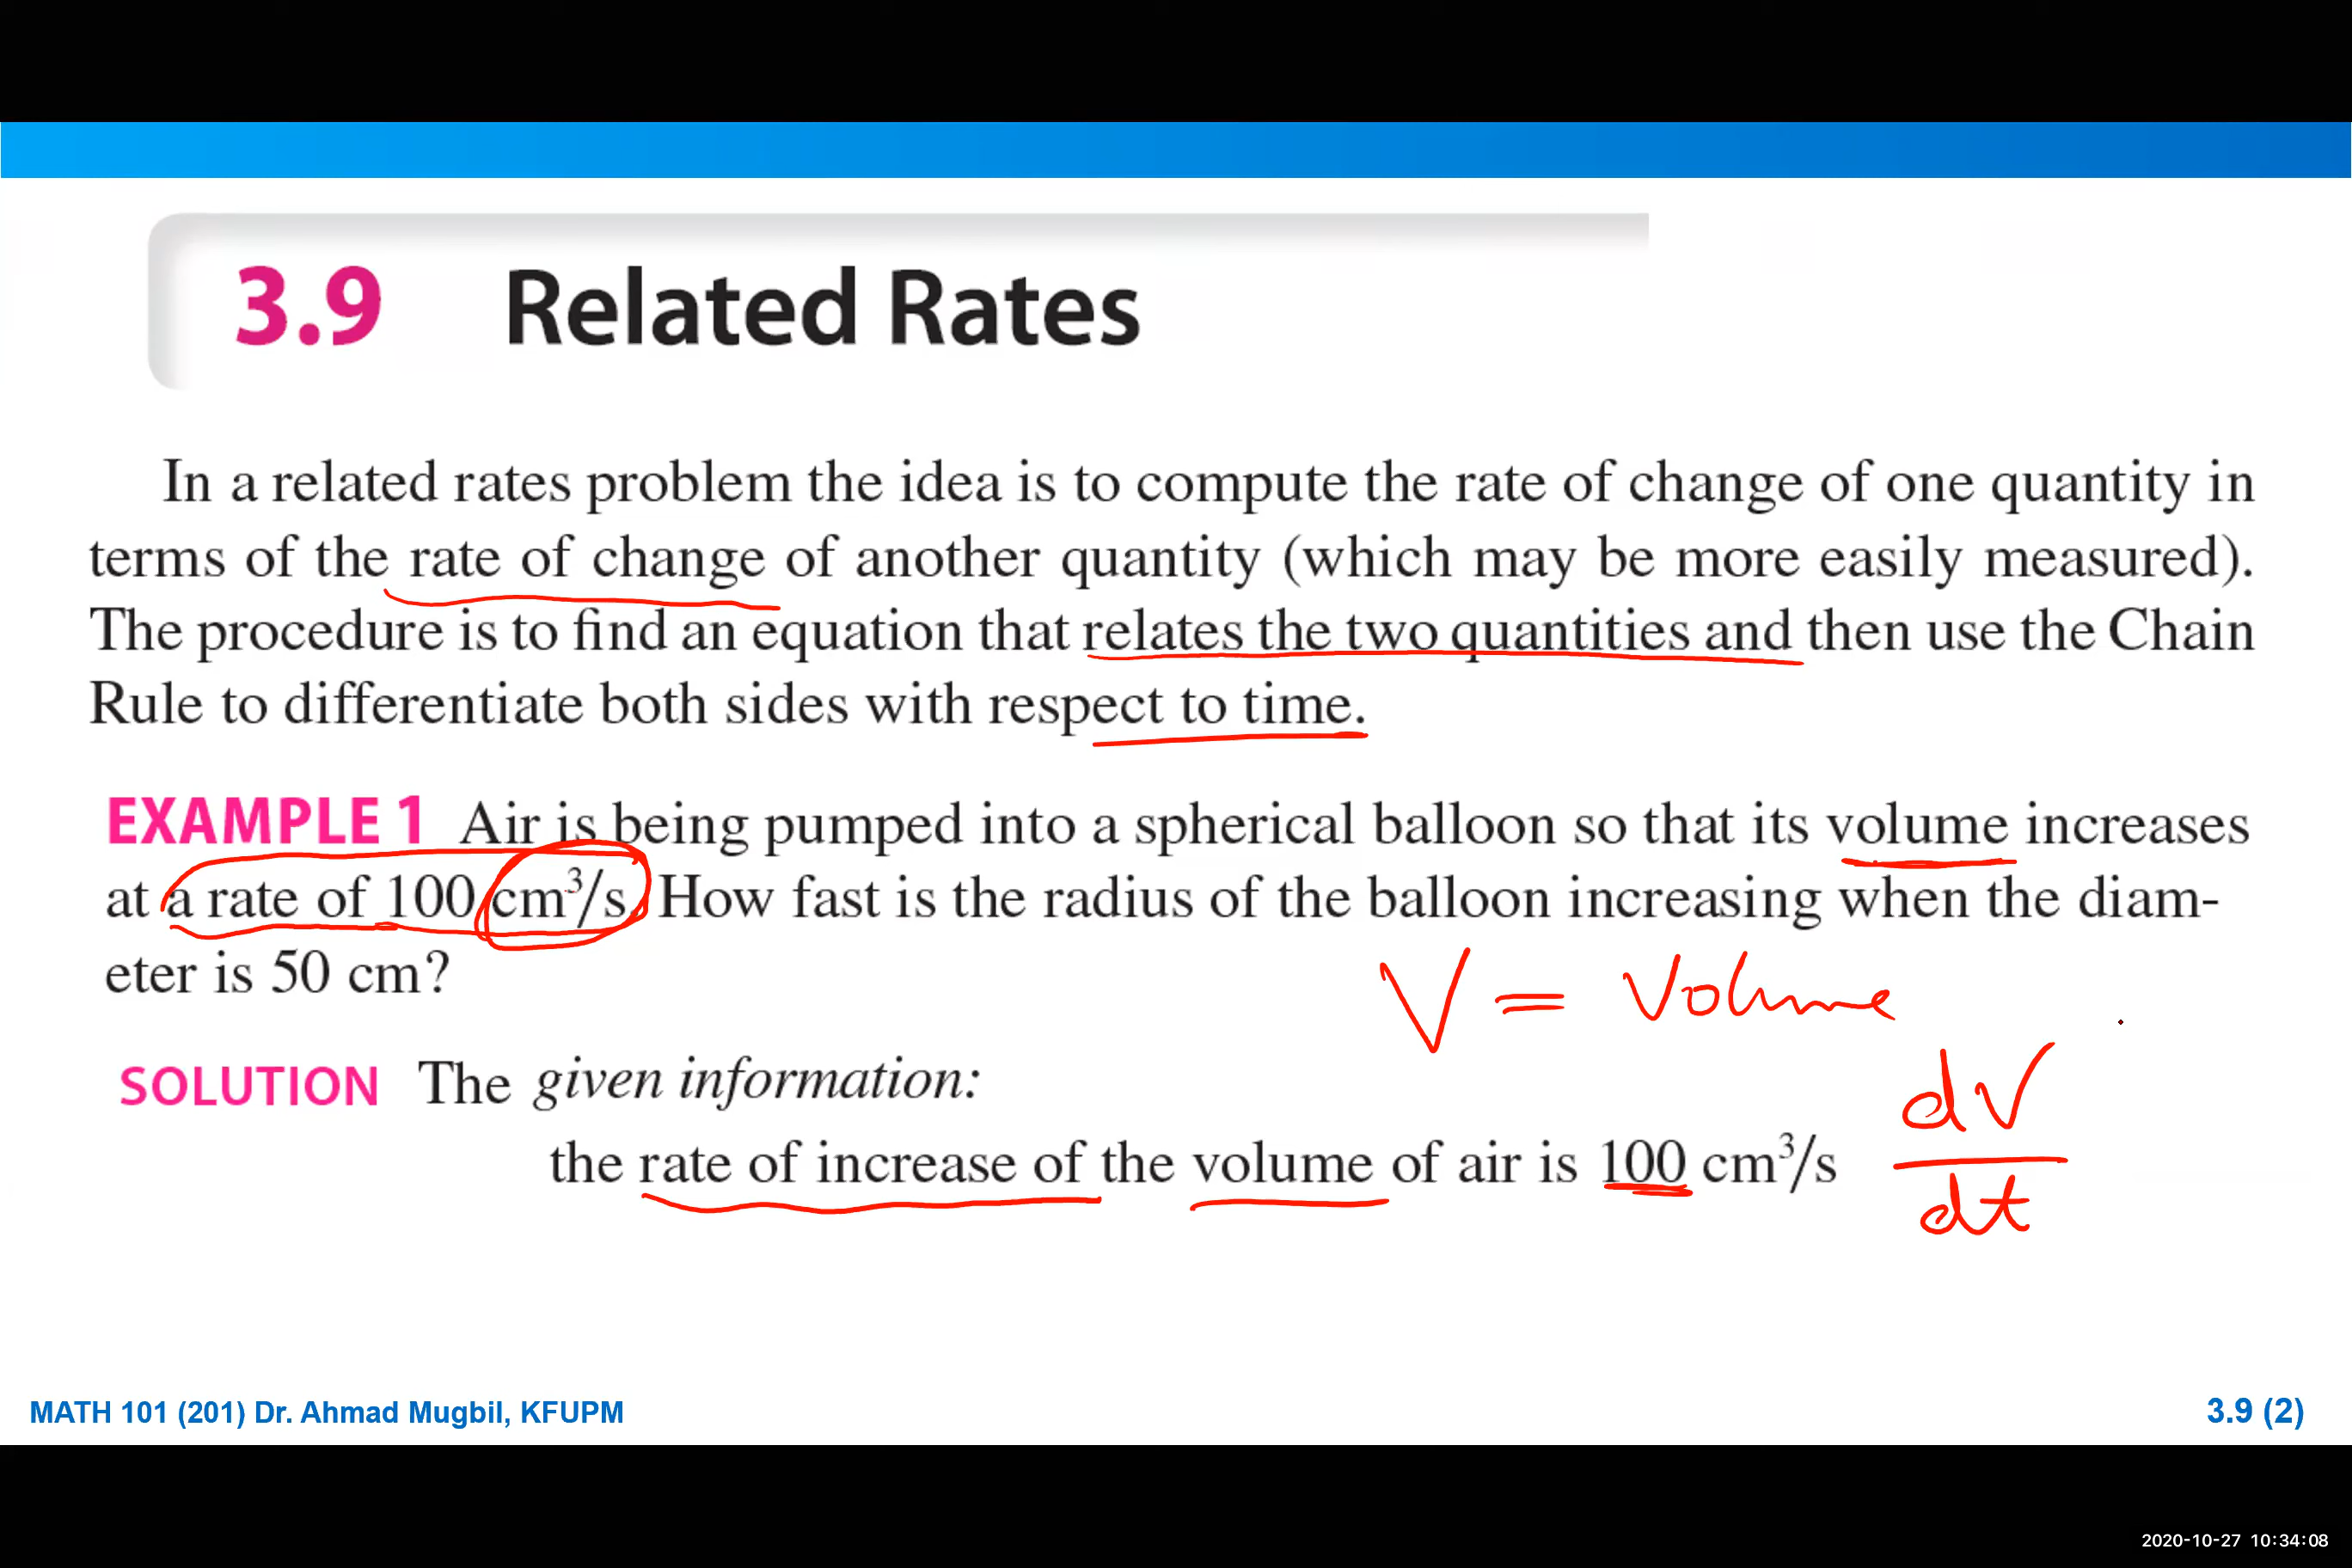 3.9 Related Rates
In a related rates problem the idea is to compute the rate of change of one quantity in
terms of the rate of change of another quantity (which may be more easily measured).
The procedure is to find an equation that relates the two quantities and then use the Chain
Rule to differentiate both sides with respect to time.
EXAMPLE 1 Air is being pumped into a spherical balloon so that its volume increases
at a rate of 100 cm³/s. How fast is the radius of the balloon increasing when the diam-
eter is 50 cm?
V = Volume
SOLUTION The given information:
the rate of increase of the volume of air is 100 cm³/s
dV
dt
MATH 101 (201) Dr. Ahmad Mugbil, KFUPM
3.9 (2)
2020-10-27 10:34:08